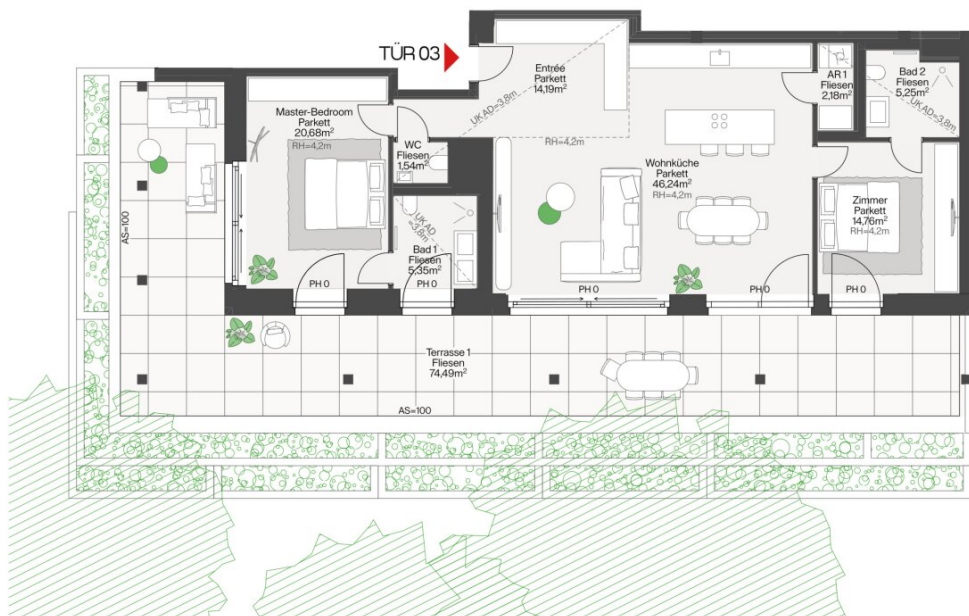 TÜR 03
Entrée
Parkett
14,19m²
UK AD=3,8m
RH=4,2m
AR 1
Fliesen
2,18m²
Bad 2
Fliesen
5,25m²
UK AD=3,8m
Master-Bedroom
Parkett
20,68m²
RH=4,2m
WC
Fliesen
1,54m²
Wohnküche
Parkett
46,24m²
RH=4,2m
Zimmer
Parkett
14,76m²
RH=4,2m
UK AD
=3,8m
Bad 1
Fliesen
5,35m²
AS=100
PH 0
PH 0
PH 0
PH 0
PH 0
Terrasse 1
Fliesen
74,49m²
AS=100